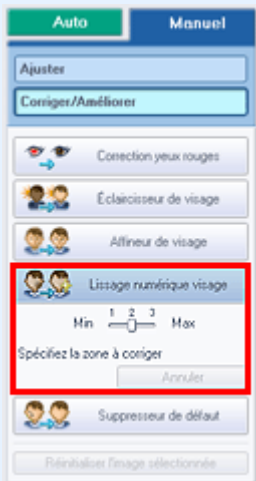 Auto Manuel
Ajuster
Corriger/Améliorer
Correction yeux rouges
Éclaircisseur de visage
Affineur de visage
Lissage numérique visage
1 2 3
Min Max
Spécifiez la zone à corriger
Annuler
Suppresseur de défaut
Réinitialiser l'image sélectionnée